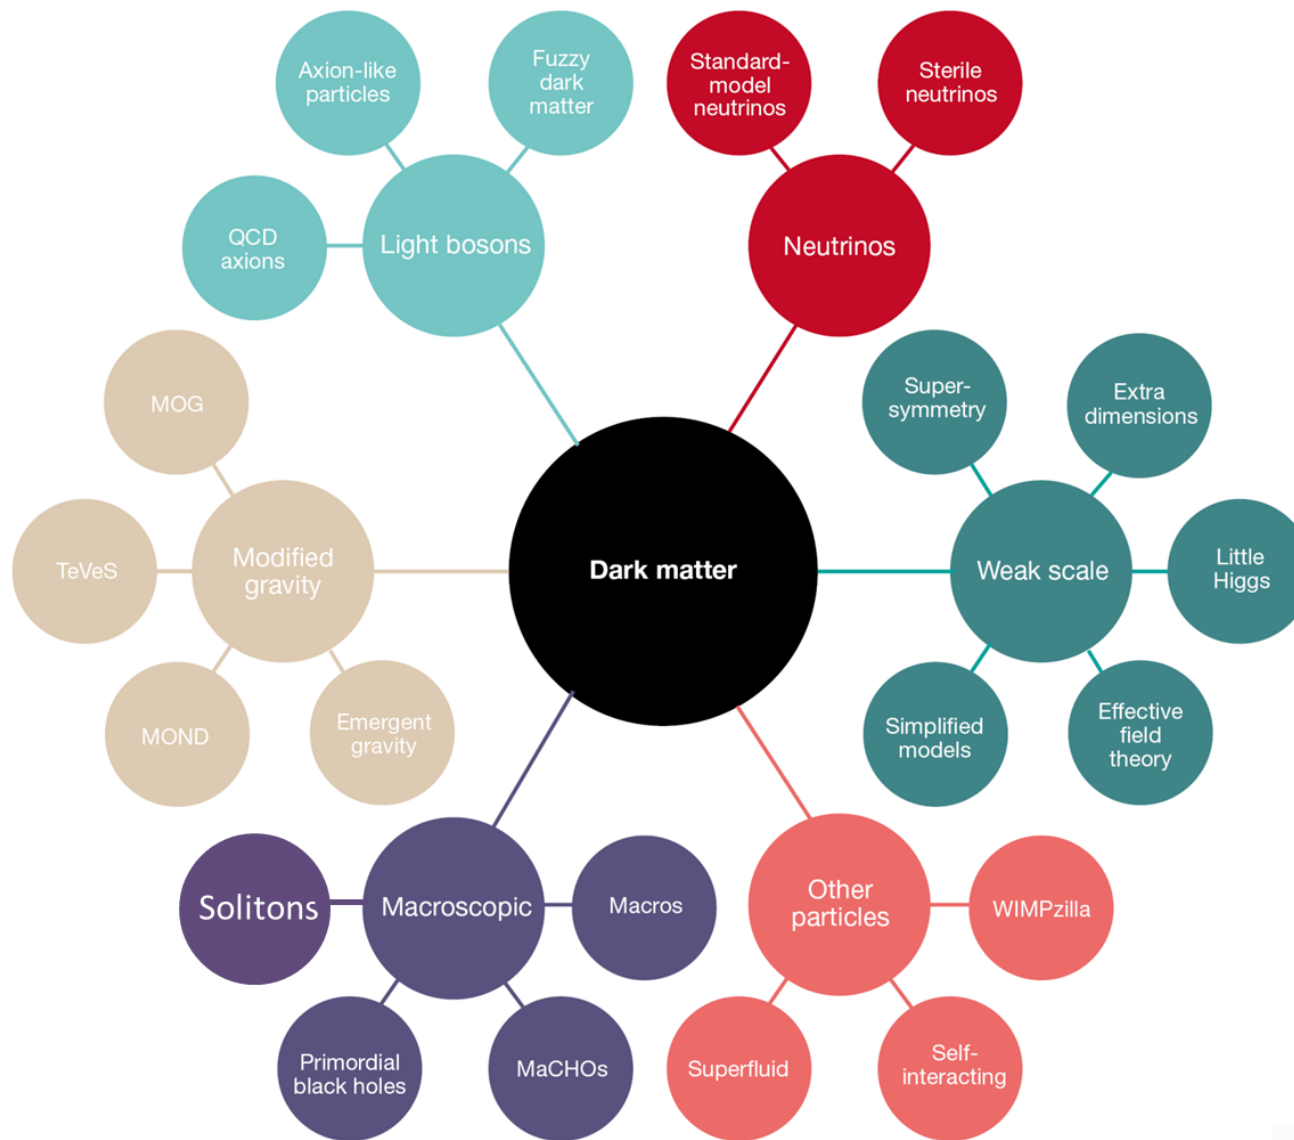 Axion-like
particles
Fuzzy
dark
matter
Standard-
model
neutrinos
Sterile
neutrinos
QCD
axions
Light bosons
Neutrinos
MOG
Super-
symmetry
Extra
dimensions
TeVeS
Modified
gravity
Dark matter
Weak scale
Little
Higgs
MOND
Emergent
gravity
Simplified
models
Effective
field
theory
Solitons
Macroscopic
Macros
Other
particles
WIMPzilla
Primordial
black holes
MaCHOs
Superfluid
Self-
interacting